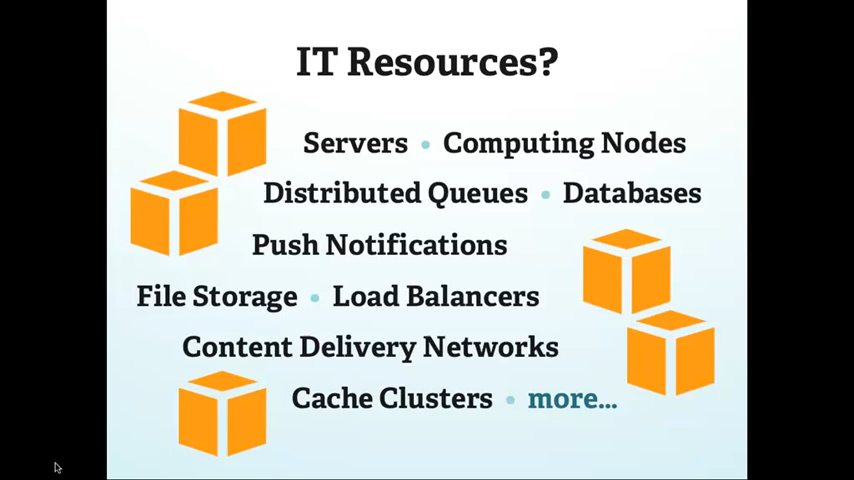 IT Resources?
Servers • Computing Nodes
Distributed Queues • Databases
Push Notifications
File Storage • Load Balancers
Content Delivery Networks
Cache Clusters • more...